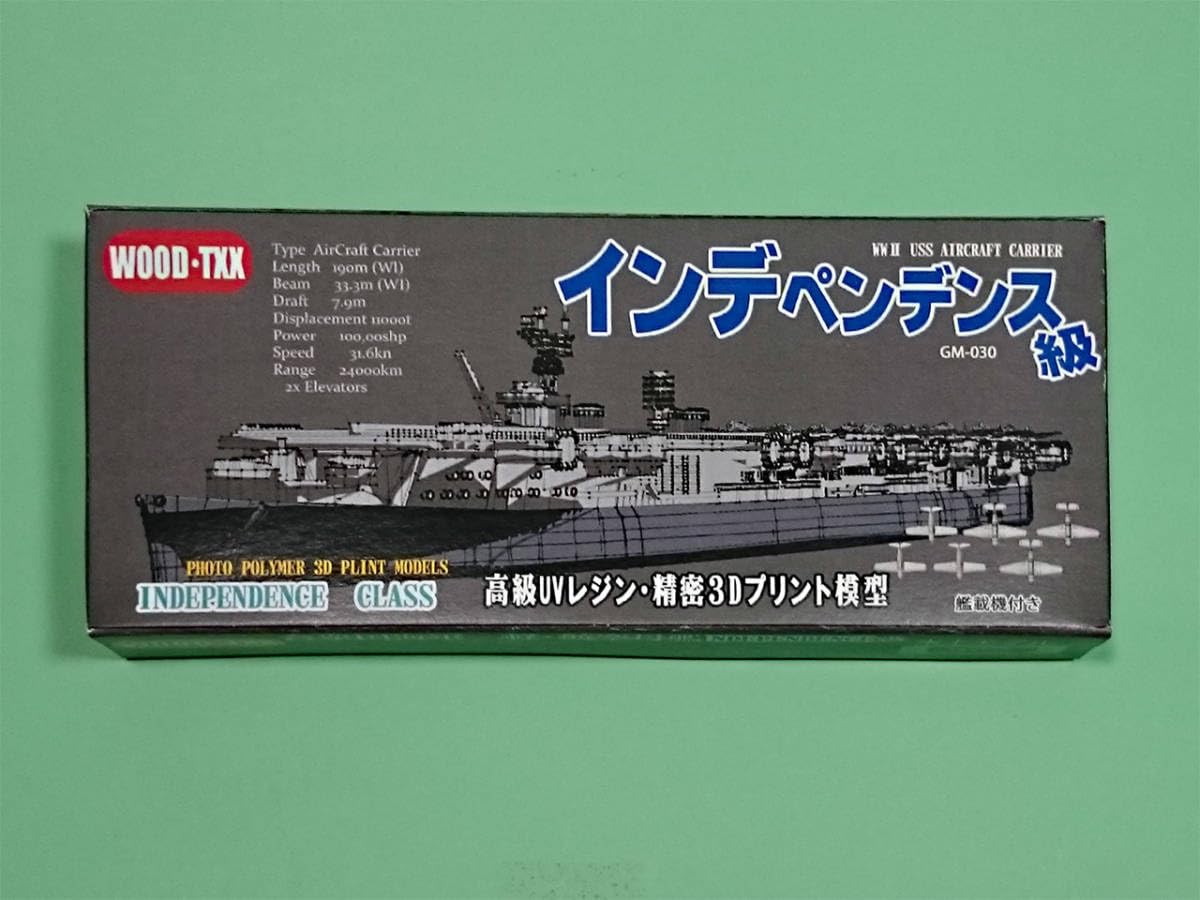 WOOD·TXX
Type AirCraft Carrier
Length 190m (Wl)
Beam 33.3m (WI)
Draft 7.9m
Displacement 11000t
Power 100,00shp
Speed 31.6kn
Range 24000km
2x Elevators
WWⅡ USS AIRCRAFT CARRIER
インデペンデンス級
GM-030
PHOTO POLYMER 3D PLINT MODELS
INDEPENDENCE CLASS
高級UVレジン・精密3Dプリント模型
艦載機付き